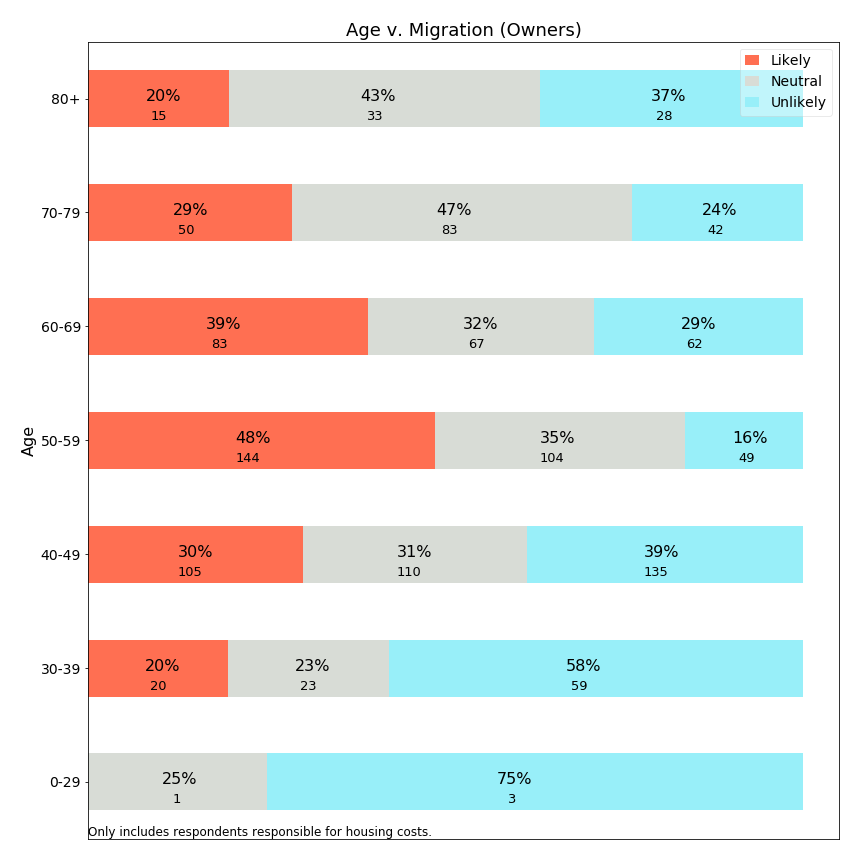 Age v. Migration (Owners)
Likely
Neutral
Unlikely
80+
20% 43% 37%
15 33 28
70-79
29% 47% 24%
50 83 42
60-69
39% 32% 29%
83 67 62
Age
50-59
48% 35% 16%
144 104 49
40-49
30% 31% 39%
105 110 135
30-39
20% 23% 58%
20 23 59
0-29
25% 75%
1 3
Only includes respondents responsible for housing costs.